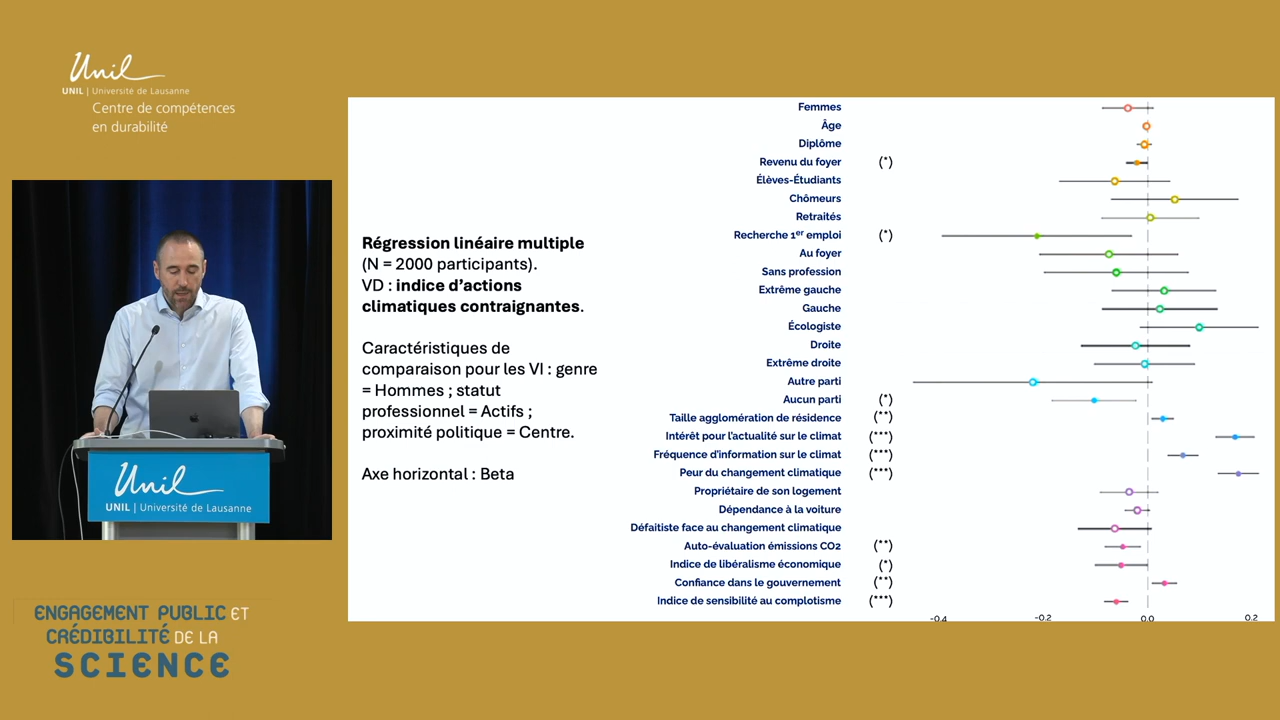 Unil
UNIL | Université de Lausanne
Centre de compétences
en durabilité
Unil
UNIL | Université de Lausanne
ENGAGEMENT PUBLIC ET
CRÉDIBILITÉ DE LA
SCIENCE
Régression linéaire multiple
(N = 2000 participants).
VD : indice d'actions
climatiques contraignantes.
Caractéristiques de
comparaison pour les VI : genre
= Hommes ; statut
professionnel = Actifs ;
proximité politique = Centre.
Axe horizontal : Beta
Femmes
Âge
Diplôme
Revenu du foyer (*)
Élèves-Étudiants
Chômeurs
Retraités
Recherche 1er emploi (*)
Au foyer
Sans profession
Extrême gauche
Gauche
Écologiste
Droite
Extrême droite
Autre parti
Aucun parti (*)
Taille agglomération de résidence (**)
Intérêt pour l'actualité sur le climat (***)
Fréquence d'information sur le climat (***)
Peur du changement climatique (***)
Propriétaire de son logement
Dépendance à la voiture
Défaitiste face au changement climatique
Auto-évaluation émissions CO2 (**)
Indice de libéralisme économique (*)
Confiance dans le gouvernement (**)
Indice de sensibilité au complotisme (***)
-0.4 -0.2 0.0 0.2